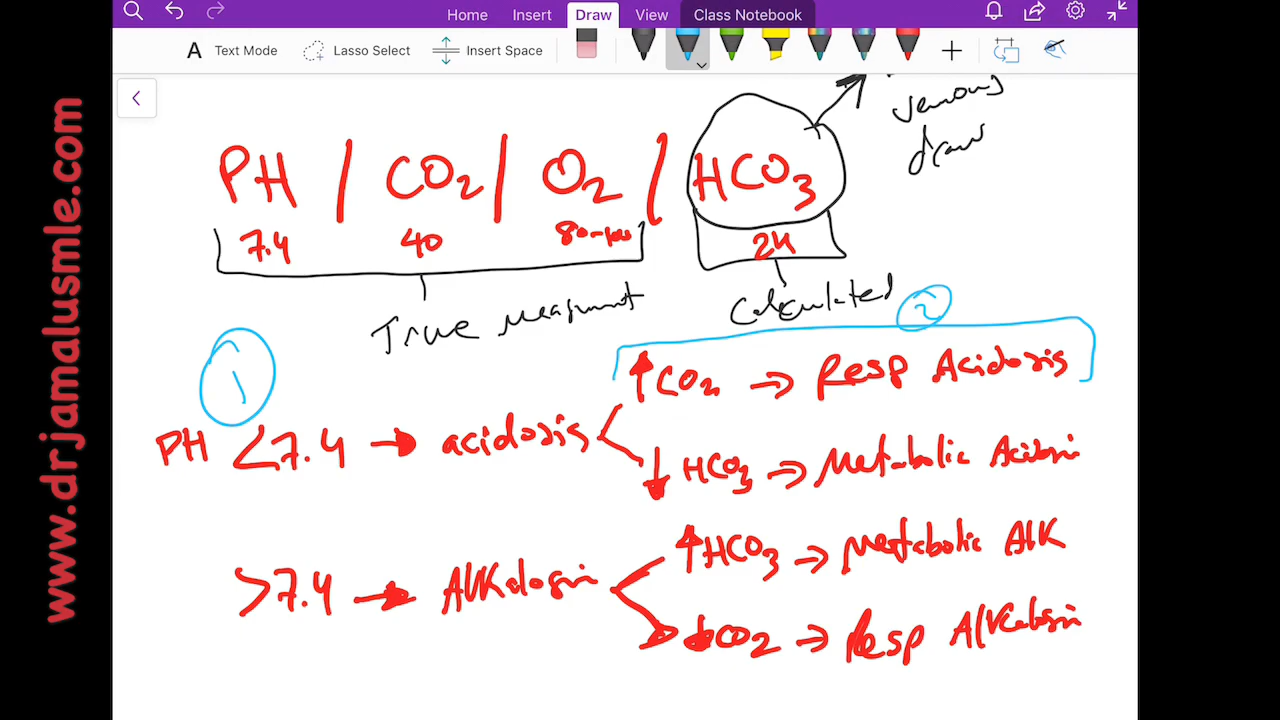 Home Insert Draw View Class Notebook
A Text Mode Lasso Select Insert Space
www.drjamalusmle.com
venous
draw
PH / CO2 / O2 / HCO3
7.4 40 80-100 24
True Calculated
1 2
↑CO2 → Resp Acidosis
PH <7.4 → acidosis
↓ HCO3 → Metabolic Acidosis
↑HCO3 → Metabolic Alk
>7.4 → Alkalosis
↓CO2 → Resp Alkalosis